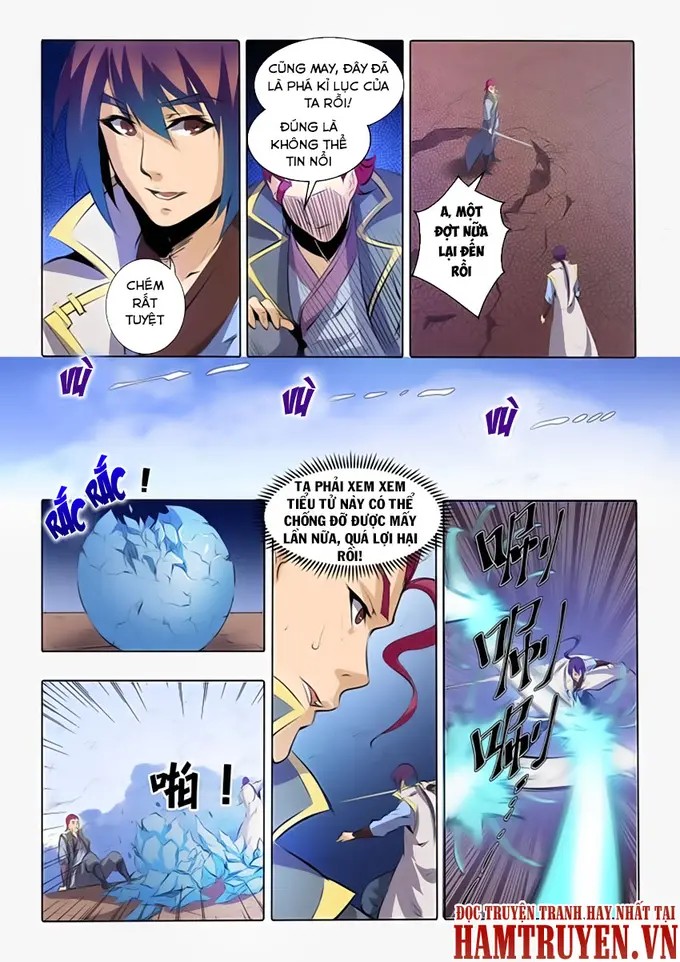 CHÉM
RẤT
TUYỆT
CŨNG MAY, ĐÂY ĐÃ
LÀ PHÁ KỈ LỤC CỦA
TA RỒI!
ĐÚNG LÀ
KHÔNG THỂ
TIN NỔI
A, MỘT
ĐỢT NỮA
LẠI ĐẾN
RỒI
VÙ
VÙ
VÙ
RẮC RẮC !
TA PHẢI XEM XEM
TIỂU TỬ NÀY CÓ THỂ
CHỐNG ĐỠ ĐƯỢC MẤY
LẦN NỮA, QUÁ LỢI HẠI
RỒI!
啪 !
ĐỌC TRUYỆN TRANH HAY NHẤT TẠI
HAMTRUYEN.VN